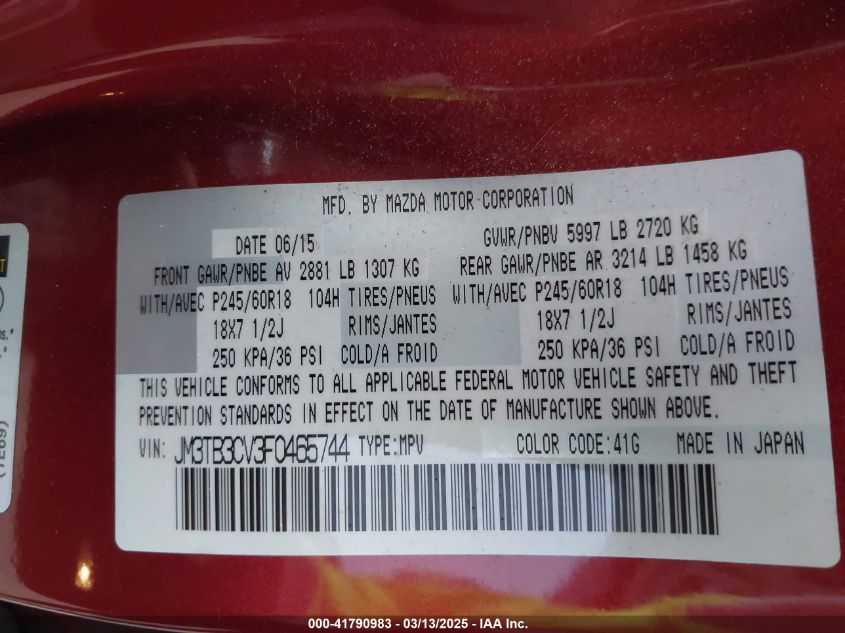 MFD. BY MAZDA MOTOR CORPORATION
DATE 06/15 GVWR/PNBV 5997 LB 2720 KG
FRONT GAWR/PNBE AV 2881 LB 1307 KG REAR GAWR/PNBE AR 3214 LB 1458 KG
WITH/AVEC P245/60R18 104H TIRES/PNEUS WITH/AVEC P245/60R18 104H TIRES/PNEUS
18X7 1/2J RIMS/JANTES 18X7 1/2J RIMS/JANTES
250 KPA/36 PSI COLD/A FROID 250 KPA/36 PSI COLD/A FROID
THIS VEHICLE CONFORMS TO ALL APPLICABLE FEDERAL MOTOR VEHICLE SAFETY AND THEFT
PREVENTION STANDARDS IN EFFECT ON THE DATE OF MANUFACTURE SHOWN ABOVE.
VIN: JM3TB3CV3F0465744 TYPE:MPV COLOR CODE:41G MADE IN JAPAN
000-41790983 / 03/13/2025 - IAA Inc.